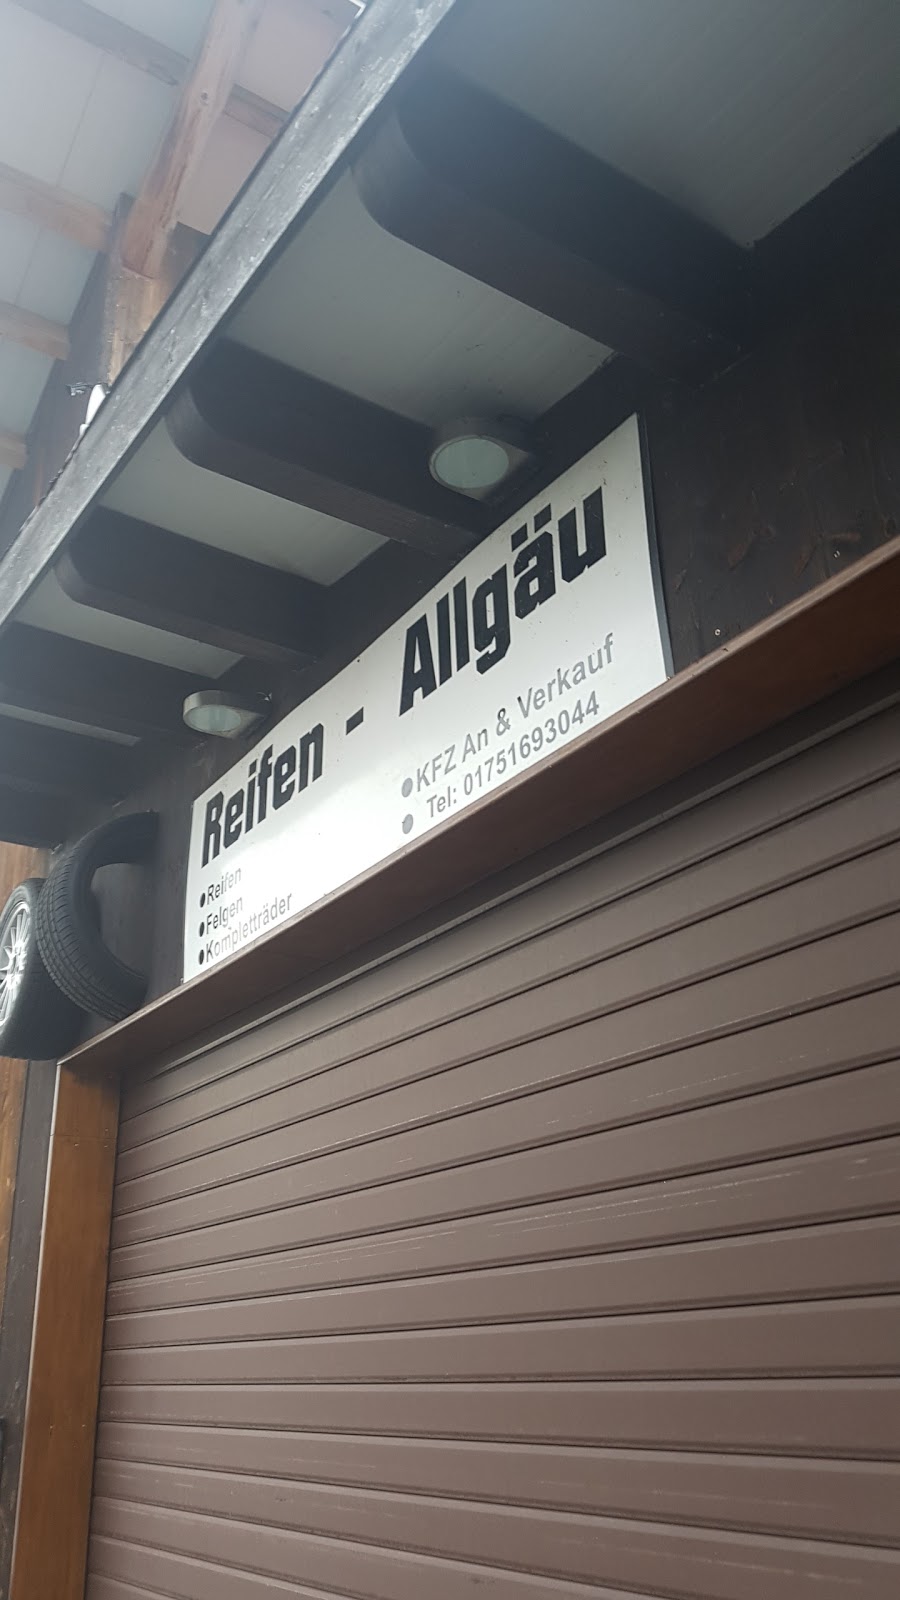 Reifen - Allgäu
•Reifen
•Felgen
•Kompletträder
•KFZ An & Verkauf
• Tel: 01751693044